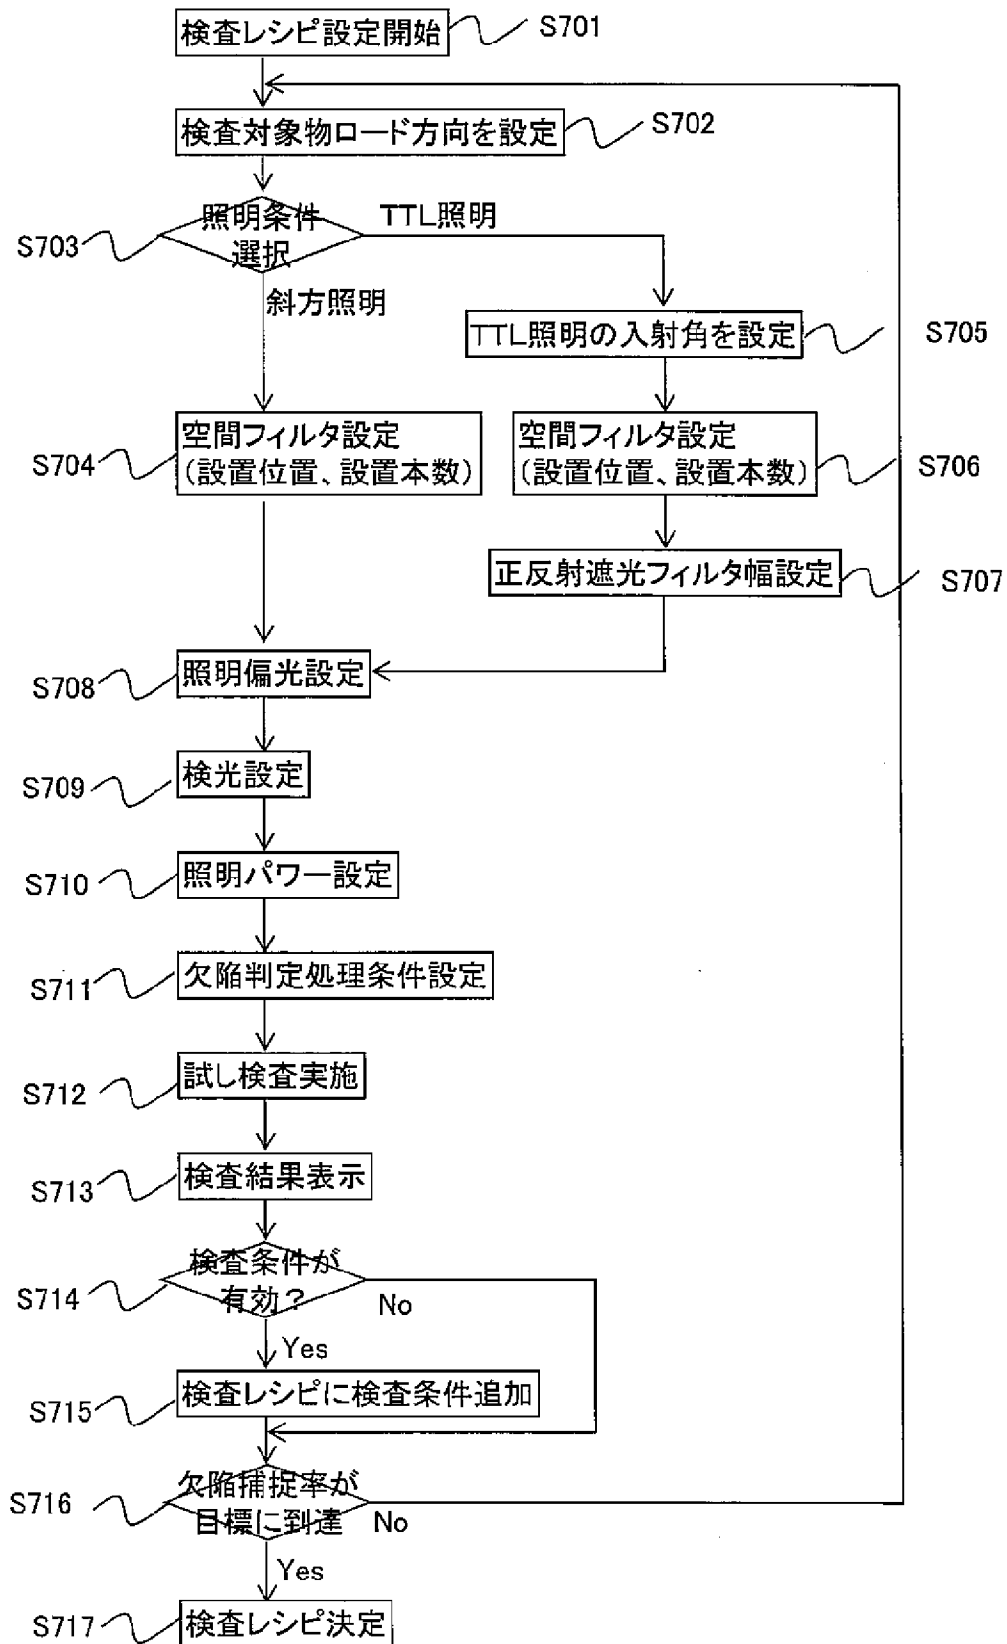 検査レシピ設定開始
S701
検査対象物ロード方向を設定
S702
照明条件
選択
S703
TTL照明
斜方照明
TTL照明の入射角を設定
S705
空間フィルタ設定
(設置位置、設置本数)
S704
空間フィルタ設定
(設置位置、設置本数)
S706
正反射遮光フィルタ幅設定
S707
照明偏光設定
S708
検光設定
S709
照明パワー設定
S710
欠陥判定処理条件設定
S711
試し検査実施
S712
検査結果表示
S713
検査条件が
有効?
S714
No
Yes
検査レシピに検査条件追加
S715
欠陥捕捉率が
目標に到達
S716
No
Yes
検査レシピ決定
S717